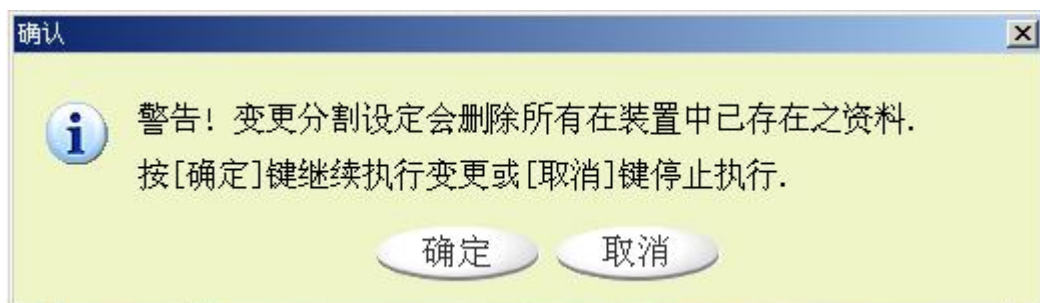 确认
警告! 变更分割设定会删除所有在装置中已存在之资料.
按[确定]键继续执行变更或[取消]键停止执行.
确定 取消